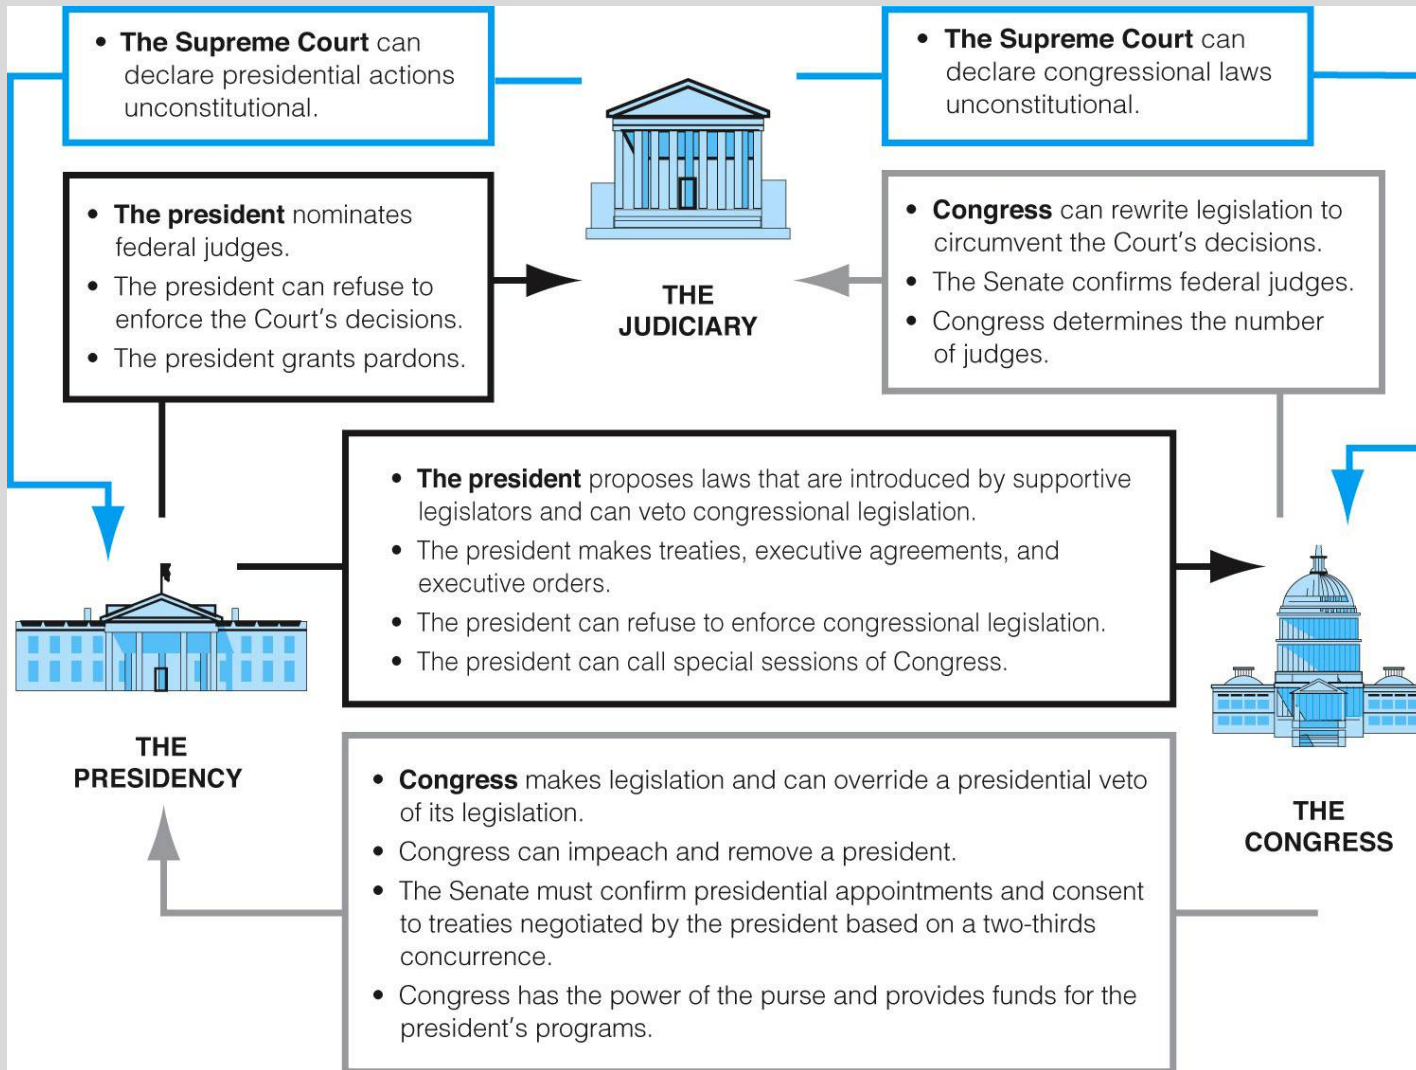 • The Supreme Court can
declare presidential actions
unconstitutional.
• The Supreme Court can
declare congressional laws
unconstitutional.
• The president nominates
federal judges.
• The president can refuse to
enforce the Court's decisions.
• The president grants pardons.
THE
JUDICIARY
• Congress can rewrite legislation to
circumvent the Court's decisions.
• The Senate confirms federal judges.
• Congress determines the number
of judges.
• The president proposes laws that are introduced by supportive
legislators and can veto congressional legislation.
• The president makes treaties, executive agreements, and
executive orders.
• The president can refuse to enforce congressional legislation.
• The president can call special sessions of Congress.
THE
PRESIDENCY
• Congress makes legislation and can override a presidential veto
of its legislation.
• Congress can impeach and remove a president.
• The Senate must confirm presidential appointments and consent
to treaties negotiated by the president based on a two-thirds
concurrence.
• Congress has the power of the purse and provides funds for the
president's programs.
THE
CONGRESS